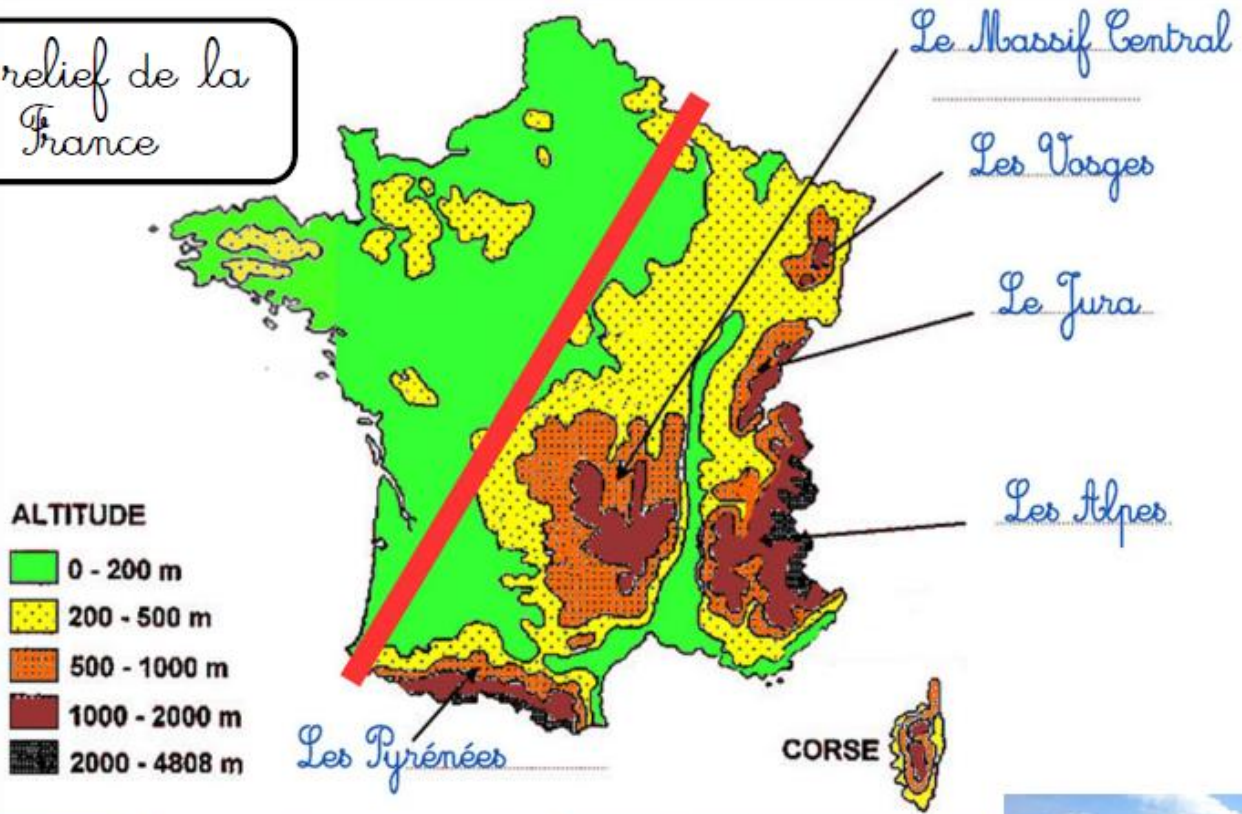 relief de la
France
Le Massif Central
Les Vosges
Le Jura
Les Alpes
ALTITUDE
0 - 200 m
200 - 500 m
500 - 1000 m
1000 - 2000 m
2000 - 4808 m
Les Pyrénées
CORSE